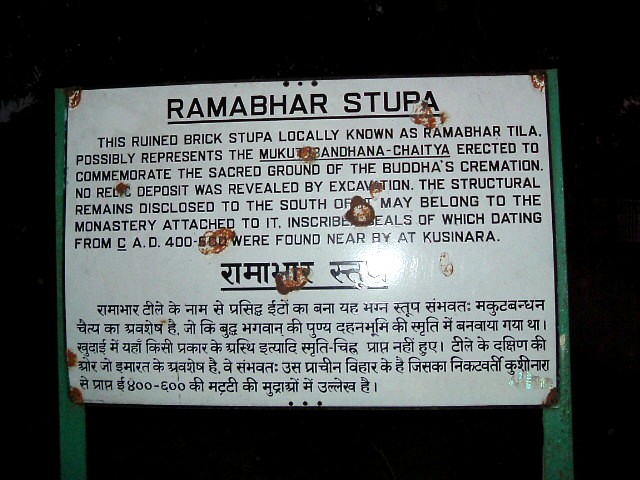 RAMABHAR STUPA
THIS RUINED BRICK STUPA LOCALLY KNOWN AS RAMABHAR TILA.
POSSIBLY REPRESENTS THE MUKUTABANDHANA-CHAITYA ERECTED TO
COMMEMORATE THE SACRED GROUND OF THE BUDDHA'S CREMATION.
NO RELIC DEPOSIT WAS REVEALED BY EXCAVATION. THE STRUCTURAL
REMAINS DISCLOSED TO THE SOUTH OF IT MAY BELONG TO THE
MONASTERY ATTACHED TO IT, INSCRIBED SEALS OF WHICH DATING
FROM C A.D. 400-600 WERE FOUND NEAR BY AT KUSINARA.
रामाभार स्तूप
रामाभार टीले के नाम से प्रसिद्व ईटों का बना यह भग्न स्तूप संभवतः मकुटबन्धन
चैत्य का अवशेष है, जो कि बुद्ध भगवान् की पुण्य दहनभूमि की स्मृति में बनवाया गया था।
खुदाई में यहाँ किसी प्रकार के अस्थि इत्यादि स्मृति-चिह्न प्राप्त नहीं हुए। टीले के दक्षिण की
ओर जो इमारत के अवशेष है, वे संभवतः उस प्राचीन विहार के है जिसका निकटवर्ती कुशीनारा
से प्राप्त ई ४००-६०० की मट्टी की मुद्राओं में उल्लेख है।